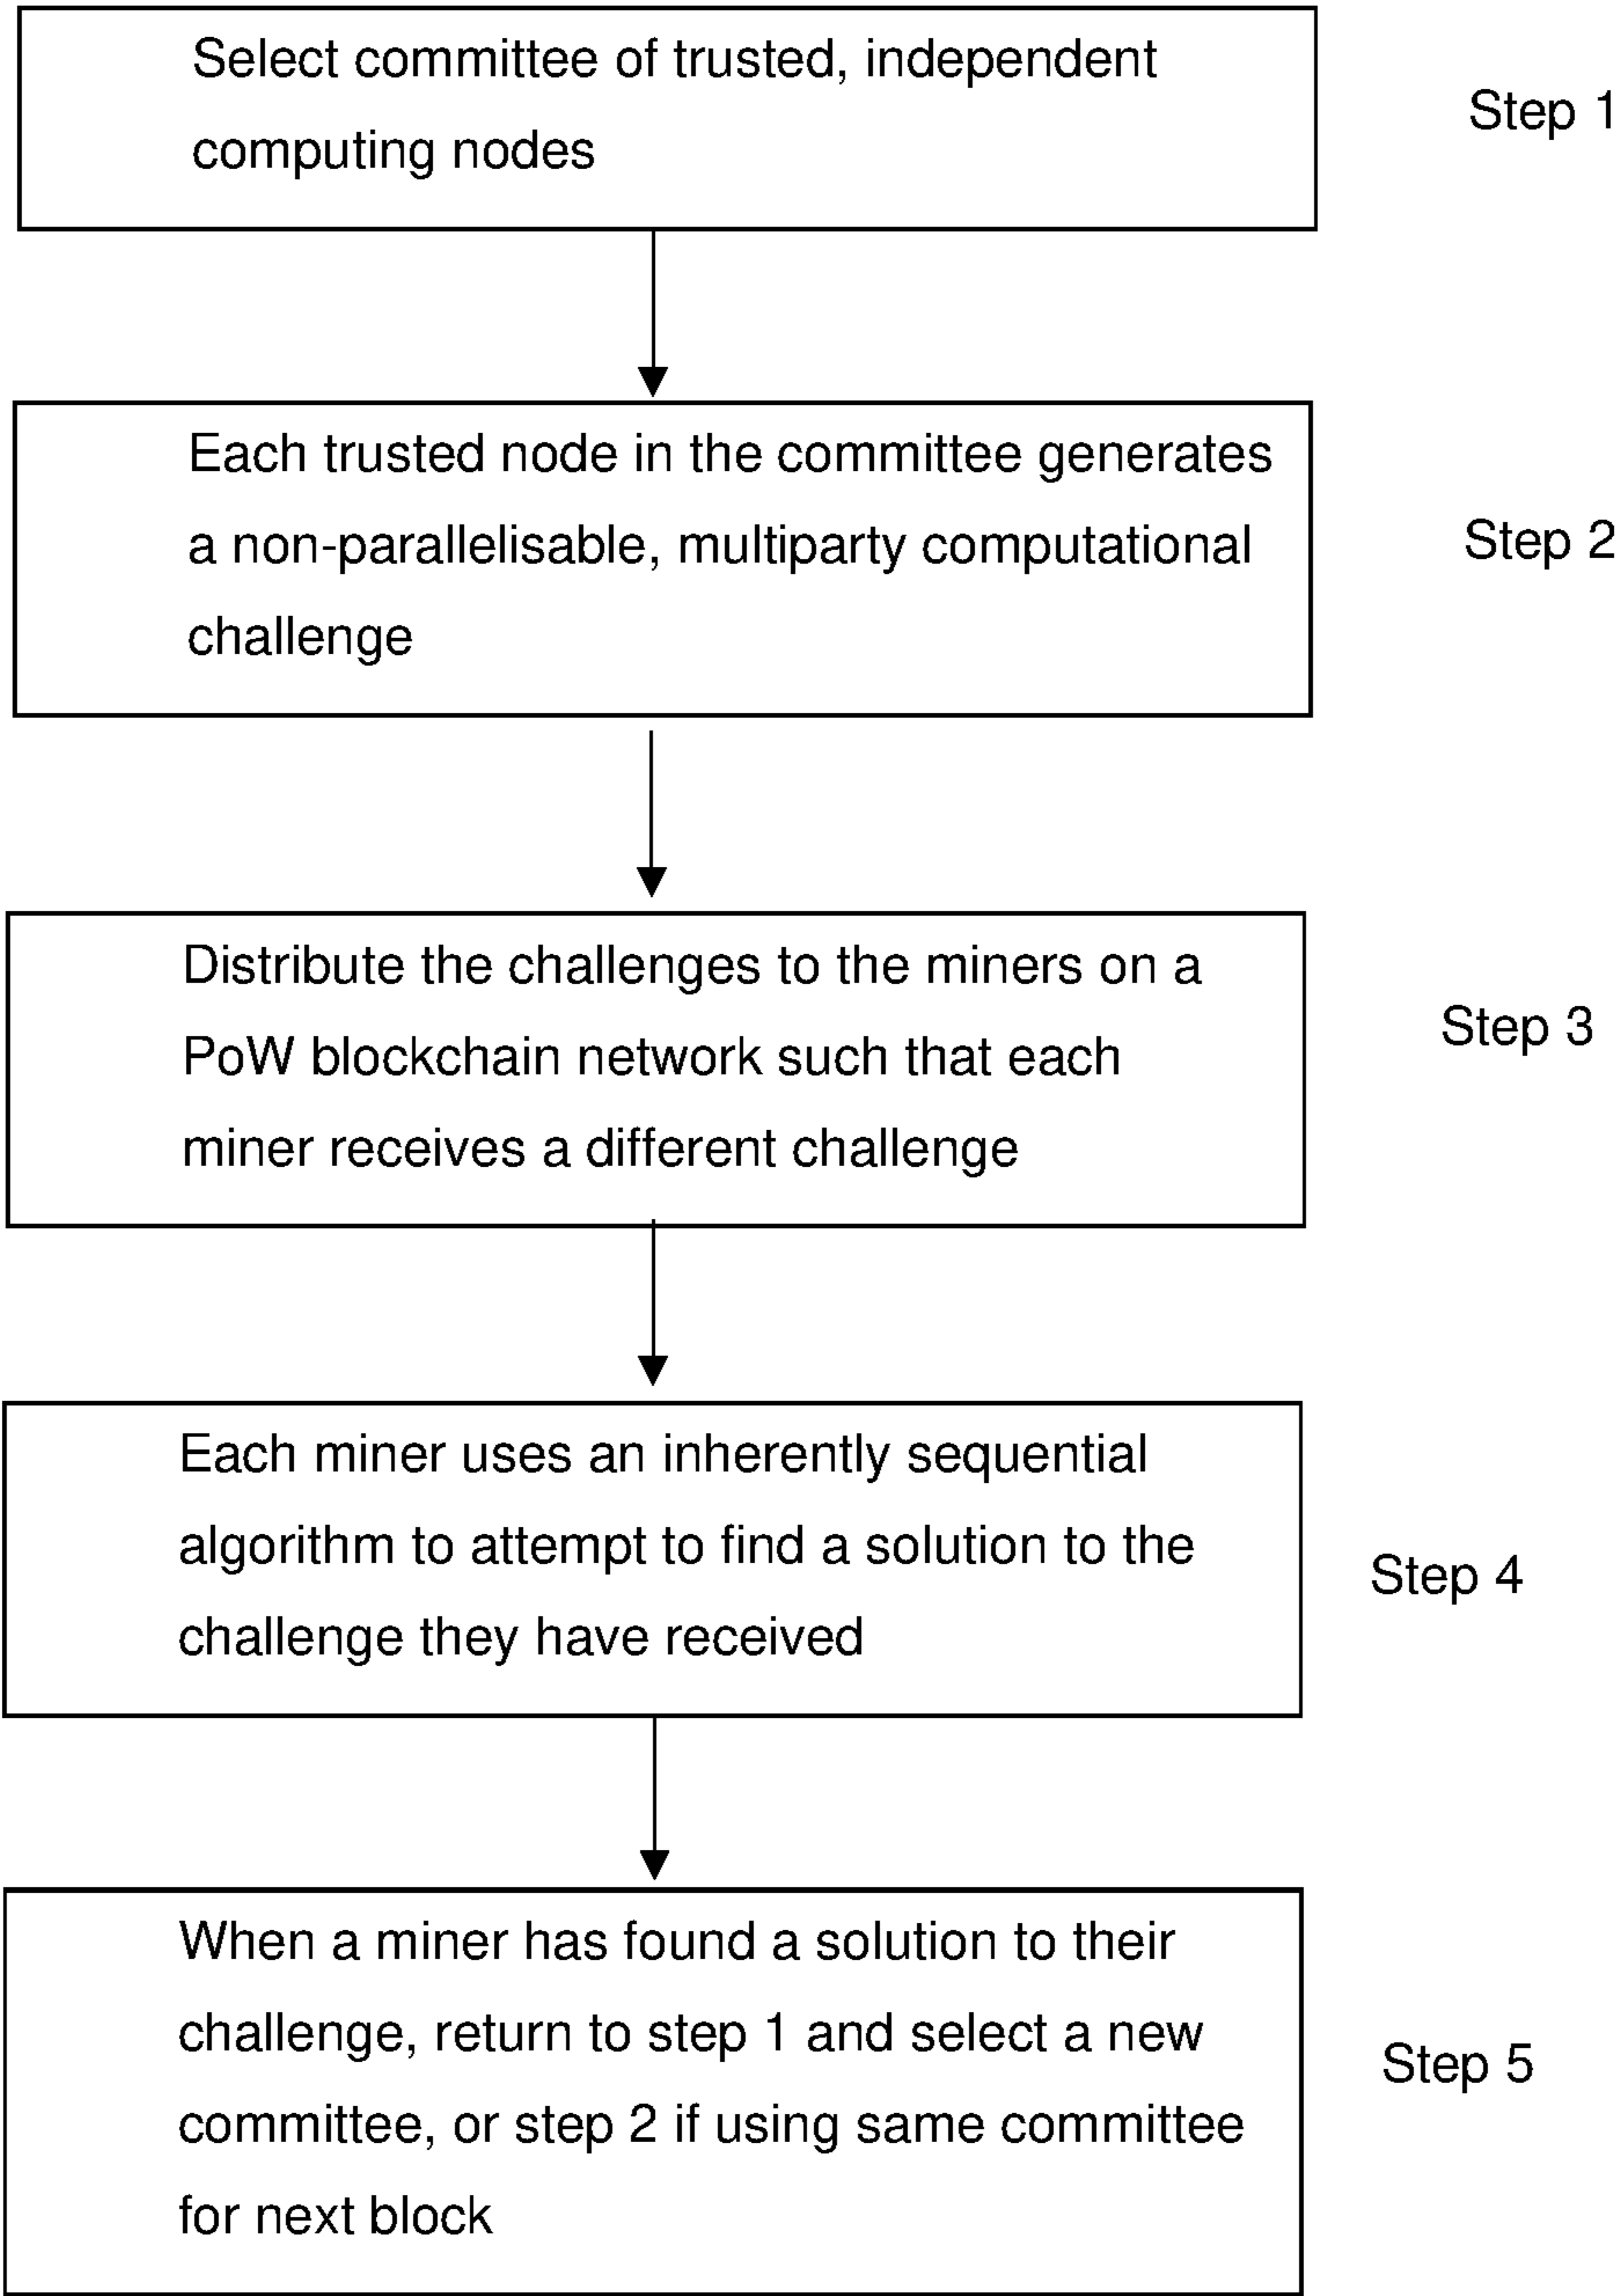 Select committee of trusted, independent
computing nodes
Step 1
Each trusted node in the committee generates
a non-parallelisable, multiparty computational
challenge
Step 2
Distribute the challenges to the miners on a
PoW blockchain network such that each
miner receives a different challenge
Step 3
Each miner uses an inherently sequential
algorithm to attempt to find a solution to the
challenge they have received
Step 4
When a miner has found a solution to their
challenge, return to step 1 and select a new
committee, or step 2 if using same committee
for next block
Step 5